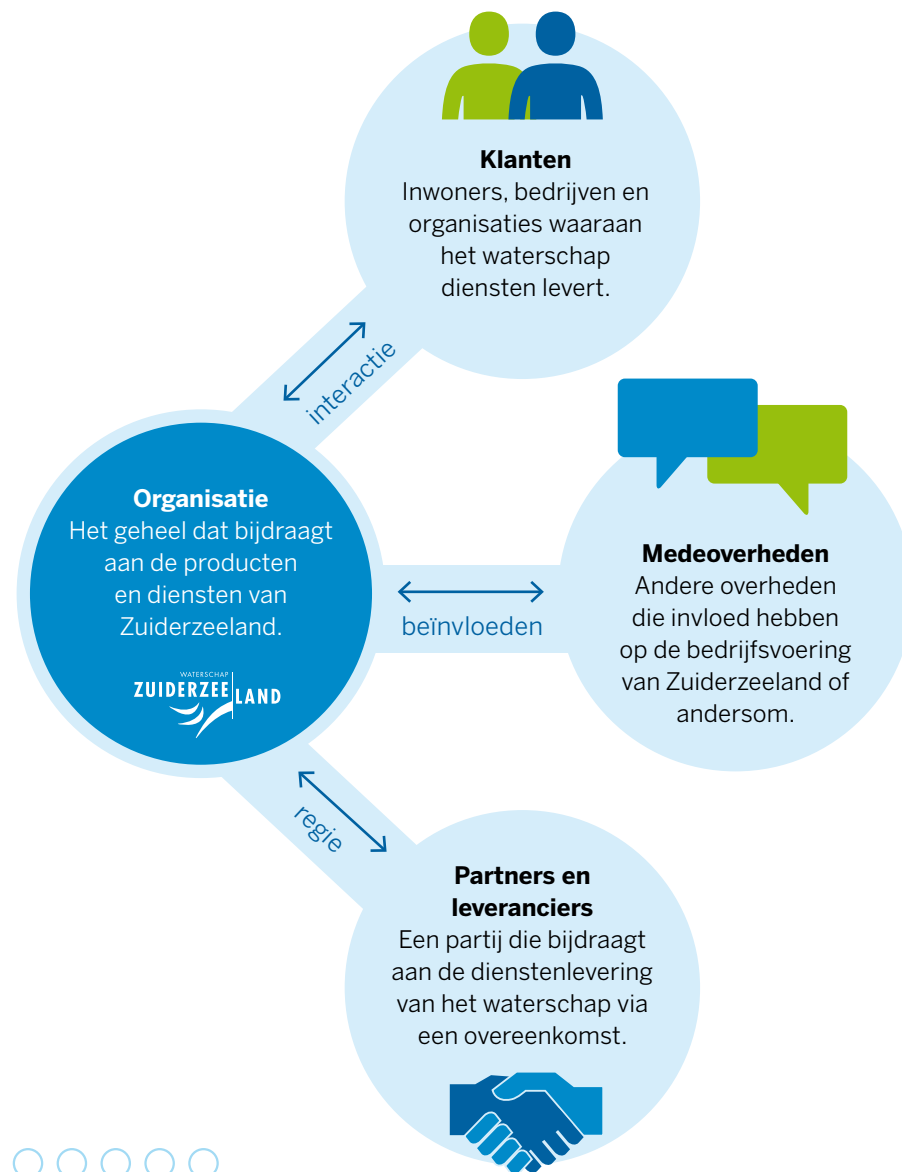 Klanten
Inwoners, bedrijven en
organisaties waaraan
het waterschap
diensten levert.
interactie
Organisatie
Het geheel dat bijdraagt
aan de producten
en diensten van
Zuiderzeeland.
WATERSCHAP
ZUIDERZEELAND
beïnvloeden
Medeoverheden
Andere overheden
die invloed hebben
op de bedrijfsvoering
van Zuiderzeeland of
andersom.
regie
Partners en
leveranciers
Een partij die bijdraagt
aan de dienstenlevering
van het waterschap via
een overeenkomst.